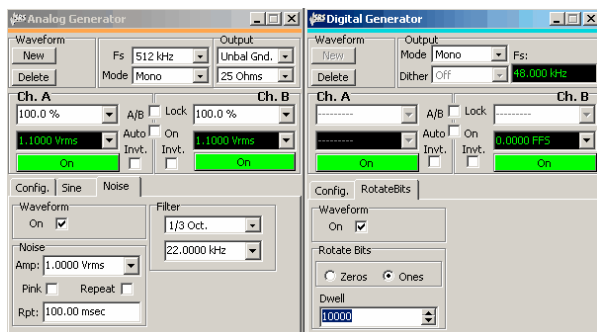 SRS Analog Generator
Waveform
New
Delete
Fs 512 kHz
Mode Mono
Output
Unbal Gnd.
25 Ohms
Ch. A
Ch. B
100.0 %
A/B
Lock
100.0 %
1.1000 Vrms
Auto
On
1.1000 Vrms
Invt.
Invt.
On
On
Config.
Sine
Noise
Waveform
On
Filter
1/3 Oct.
22.0000 kHz
Noise
Amp: 1.0000 Vrms
Pink
Repeat
Rpt: 100.00 msec
SRS Digital Generator
Waveform
New
Delete
Output
Mode Mono
Fs:
Dither Off
48.000 kHz
Ch. A
Ch. B
---------
A/B
Lock
---------
---------
Auto
On
0.0000 FFS
Invt.
Invt.
On
On
Config.
RotateBits
Waveform
On
Rotate Bits
Zeros
Ones
Dwell
10000